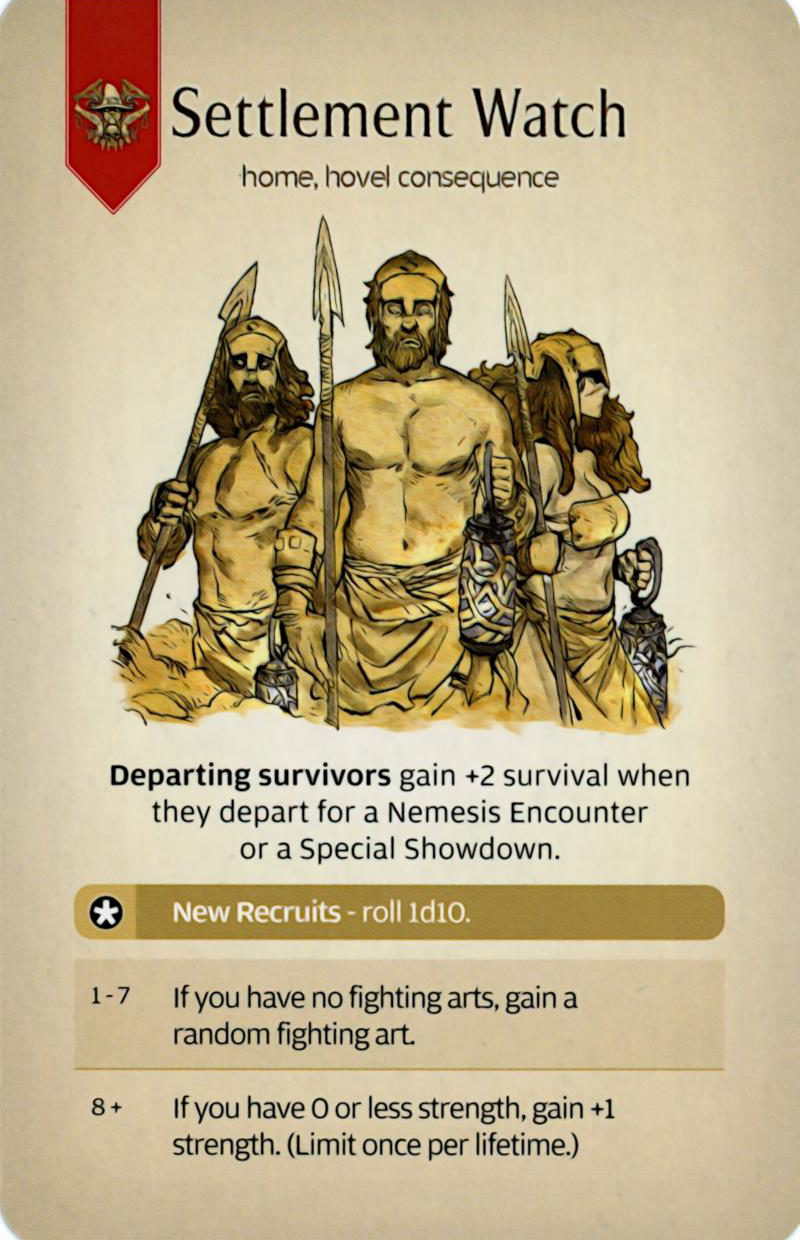 Settlement Watch
home, hovel consequence
Departing survivors gain +2 survival when
they depart for a Nemesis Encounter
or a Special Showdown.
New Recruits - roll 1d10.
1-7 If you have no fighting arts, gain a
random fighting art.
8+ If you have 0 or less strength, gain +1
strength. (Limit once per lifetime.)